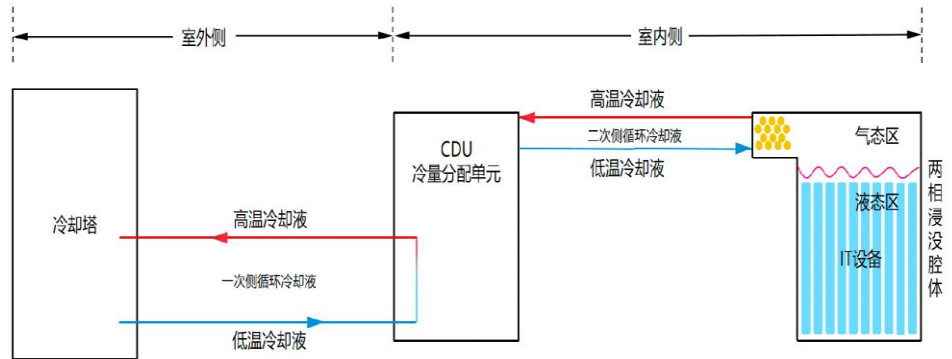 室外侧
室内侧
高温冷却液
二次侧循环冷却液
低温冷却液
CDU
冷量分配单元
气态区
液态区
IT设备
两相浸没腔体
冷却塔
高温冷却液
一次侧循环冷却液
低温冷却液